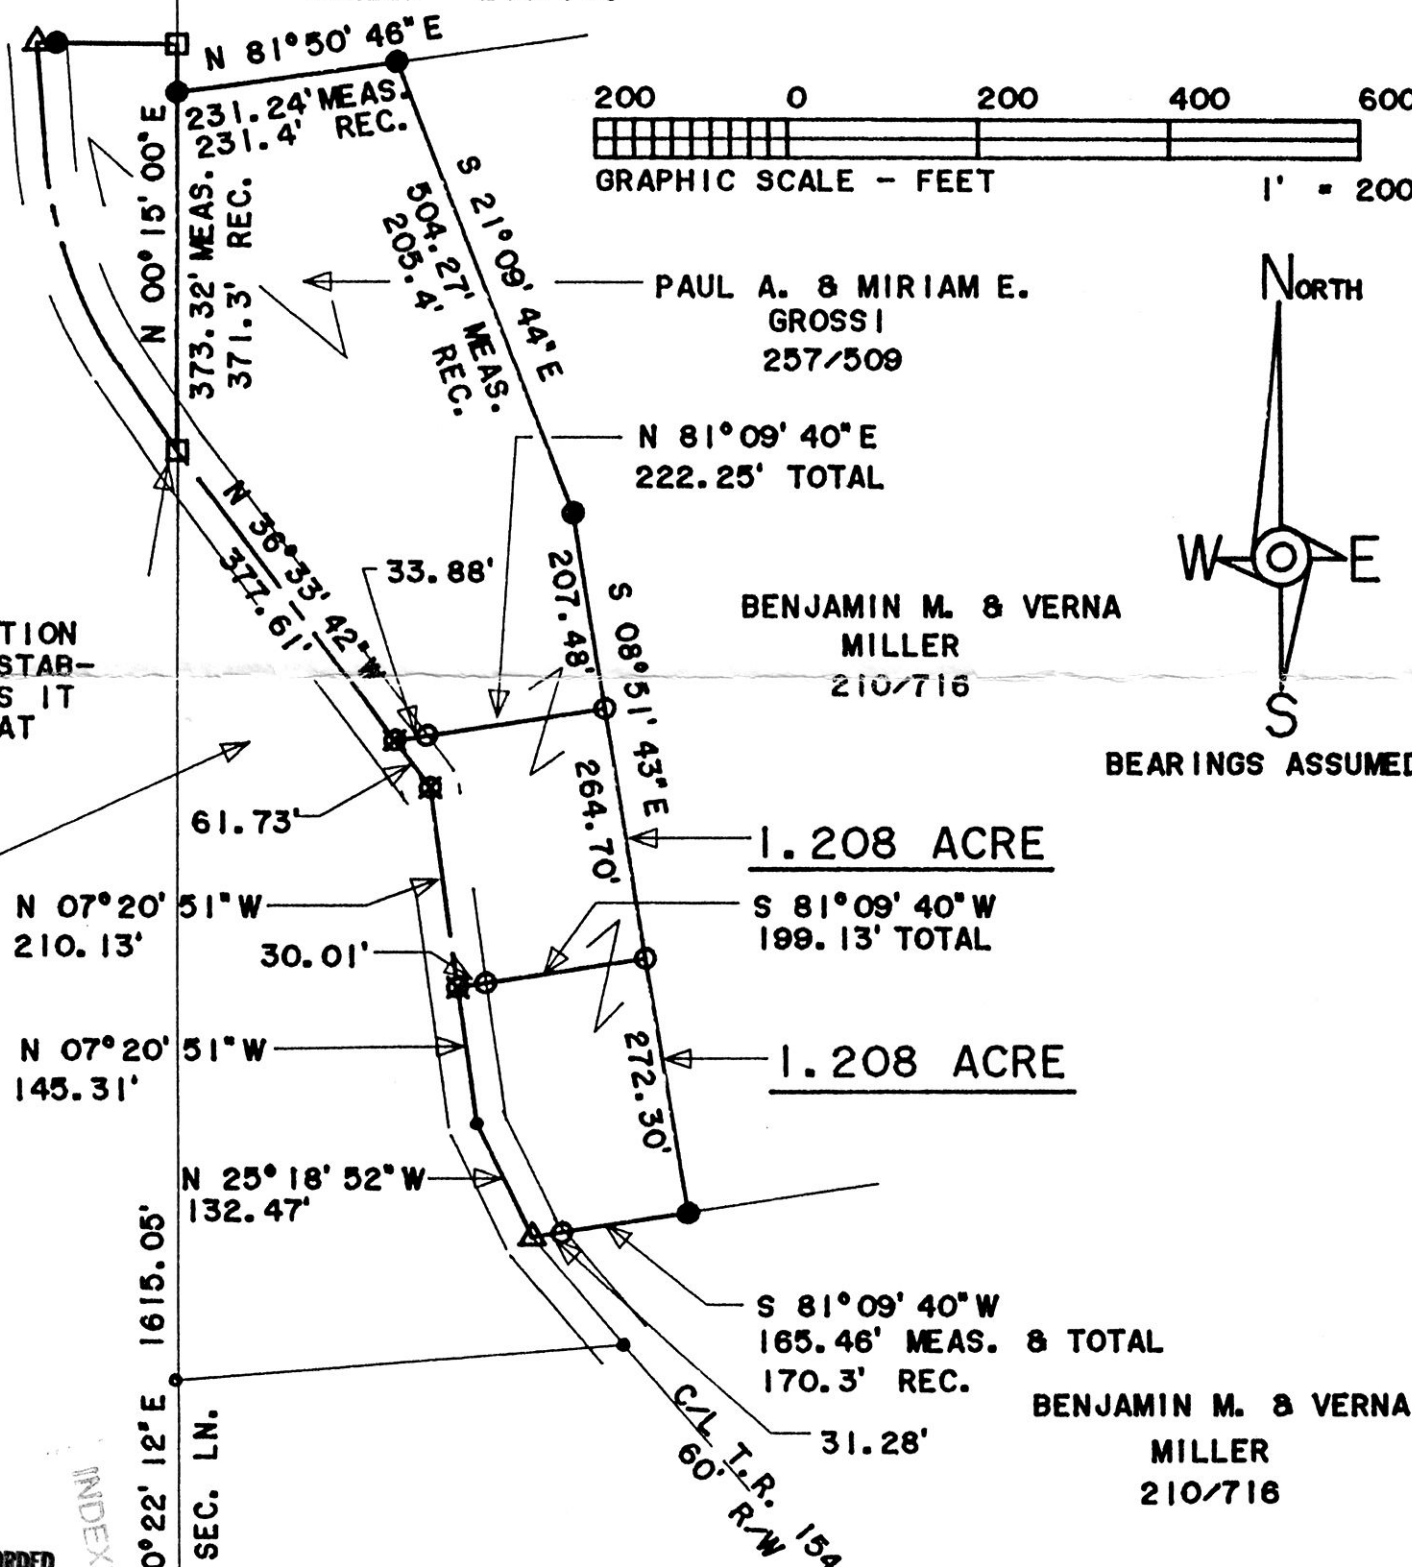 N 81° 50' 46" E
231.24' MEAS.
231.4' REC.
200 0 200 400 600
GRAPHIC SCALE - FEET
1' = 200
N 00° 15' 00" E
373.32' MEAS.
371.3' REC.
S 21° 09' 44" E
504.27' MEAS.
205.4' REC.
PAUL A. & MIRIAM E.
GROSSI
257/509
NORTH
W E
S
BEARINGS ASSUMED
N 81° 09' 40" E
222.25' TOTAL
N 36° 33' 42" W
377.61'
33.88'
207.48'
S 08° 51' 43" E
BENJAMIN M. & VERNA
MILLER
210/716
TION
STAB-
S IT
AT
61.73'
264.70'
1.208 ACRE
N 07° 20' 51" W
210.13'
S 81° 09' 40" W
199.13' TOTAL
30.01'
N 07° 20' 51" W
145.31'
272.30'
1.208 ACRE
N 25° 18' 52" W
132.47'
S 81° 09' 40" W
165.46' MEAS. & TOTAL
170.3' REC.
31.28'
BENJAMIN M. & VERNA
MILLER
210/716
C/L T.R. 154
60' R/W
1615.05'
0° 22' 12" E
SEC. LN.
INDEX
ORDED